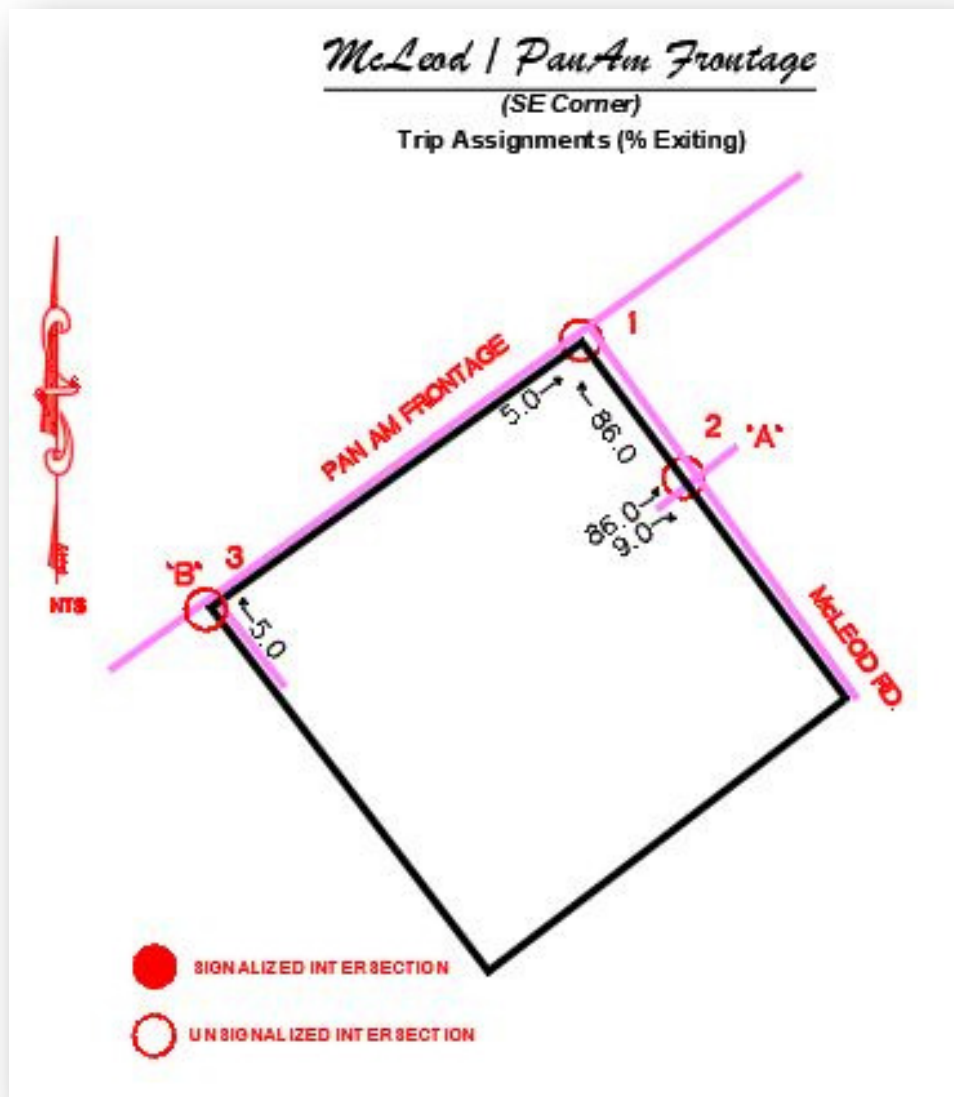 McLeod / PanAm Frontage
(SE Corner)
Trip Assignments (% Exiting)
1
PAN AM FRONTAGE
5.0
86.0
2 "A"
86.0
9.0
"B" 3
5.0
NTS
McLEOD RD.
SIGNALIZED INTERSECTION
UNSIGNALIZED INTERSECTION